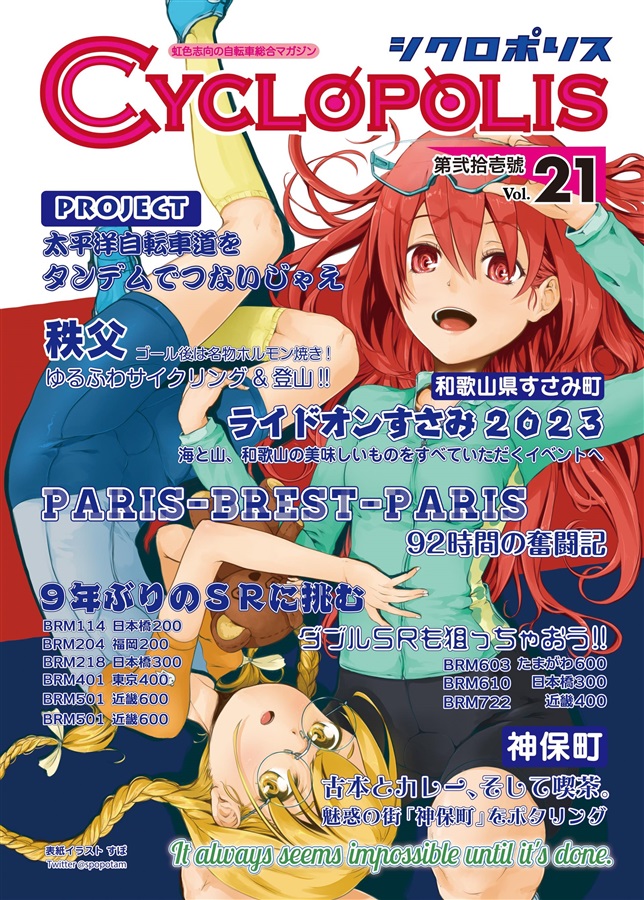 虹色志向の自転車総合マガジン
シクロポリス
CYCLOPOLIS
第弐拾壱號
Vol. 21
PROJECT
太平洋自転車道を
タンデムでつないじゃえ
秩父 ゴール後は名物ホルモン焼き!
ゆるふわサイクリング&登山!!
和歌山県すさみ町
ライドオンすさみ2023
海と山、和歌山の美味しいものをすべていただくイベントへ
PARIS-BREST-PARIS
92時間の奮闘記
9年ぶりのSRに挑む
BRM114 日本橋200
BRM204 福岡200
BRM218 日本橋300
BRM401 東京400
BRM501 近畿600
BRM501 近畿600
ダブルSRも狙っちゃおう!!
BRM603 たまがわ600
BRM610 日本橋300
BRM722 近畿400
神保町
古本とカレー、そして喫茶。
魅惑の街「神保町」をポタリング
It always seems impossible until it's done.
表紙イラスト すぽ
Twitter@spopotam